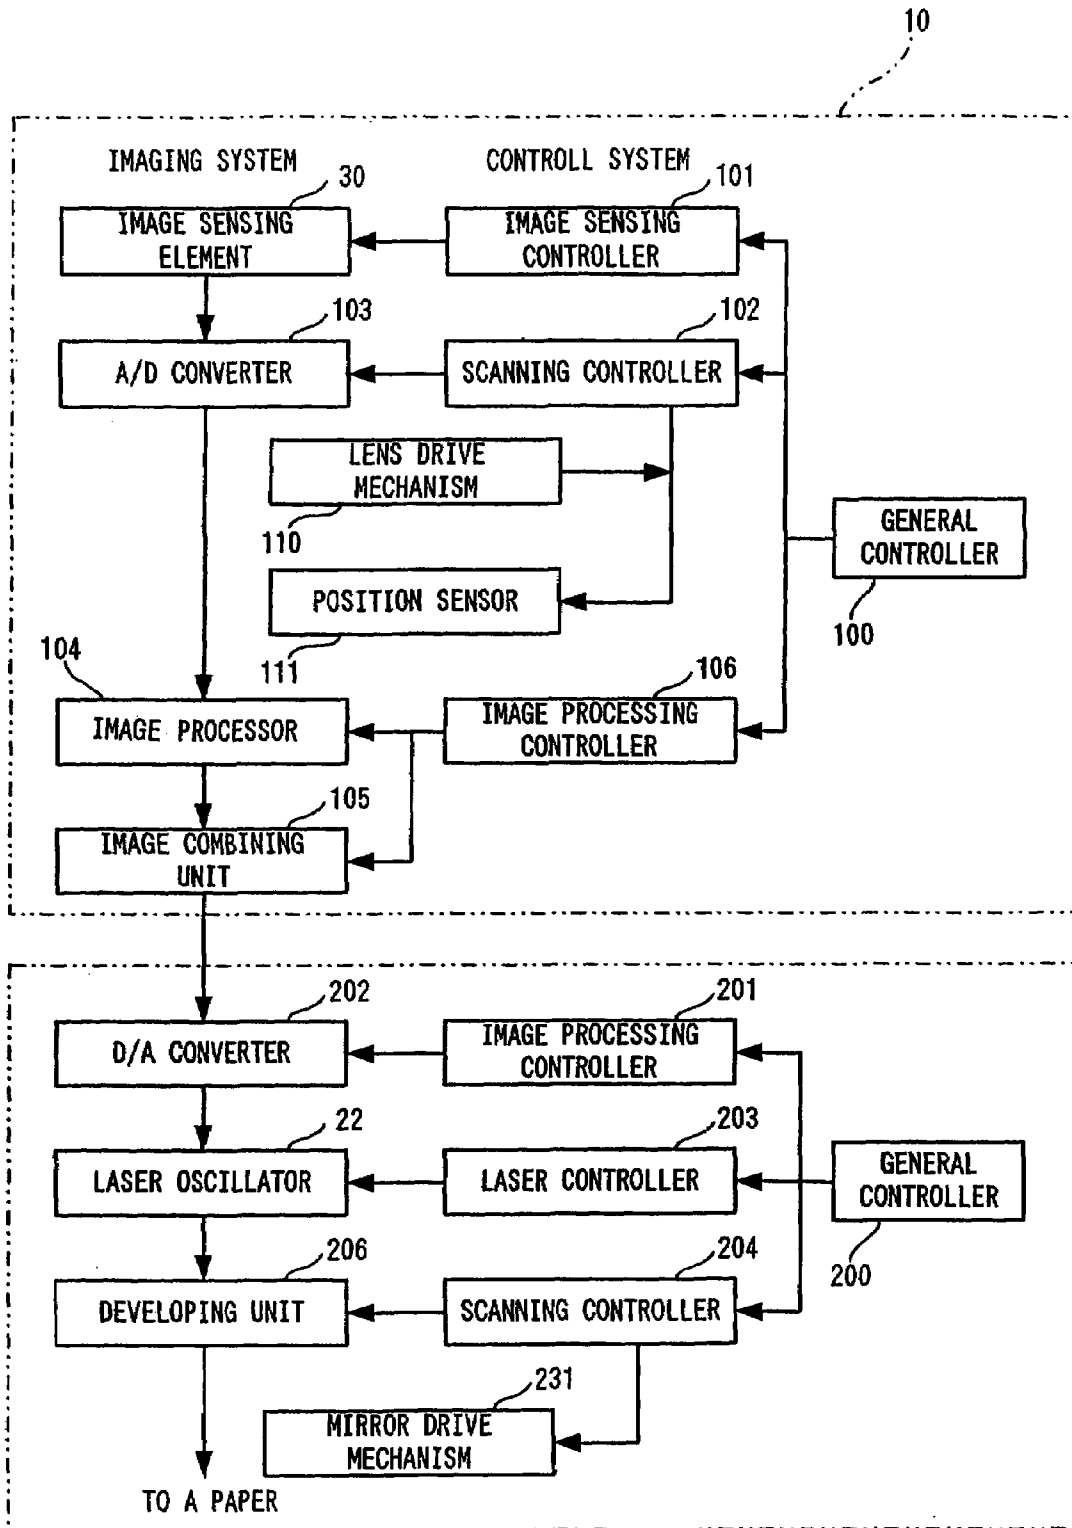 10
IMAGING SYSTEM
CONTROLL SYSTEM
30
101
IMAGE SENSING
ELEMENT
IMAGE SENSING
CONTROLLER
103
102
A/D CONVERTER
SCANNING CONTROLLER
LENS DRIVE
MECHANISM
110
GENERAL
CONTROLLER
100
POSITION SENSOR
111
104
106
IMAGE PROCESSOR
IMAGE PROCESSING
CONTROLLER
105
IMAGE COMBINING
UNIT
202
201
D/A CONVERTER
IMAGE PROCESSING
CONTROLLER
22
203
LASER OSCILLATOR
LASER CONTROLLER
GENERAL
CONTROLLER
200
206
204
DEVELOPING UNIT
SCANNING CONTROLLER
231
MIRROR DRIVE
MECHANISM
TO A PAPER